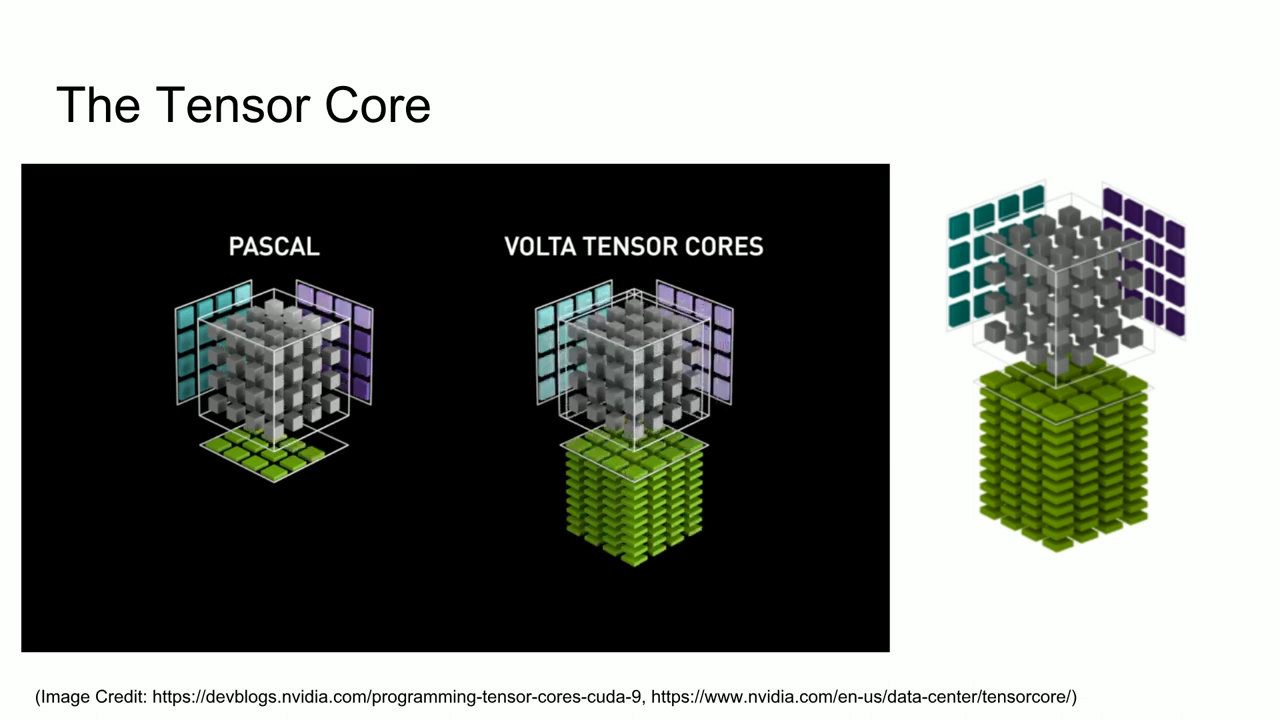 The Tensor Core
PASCAL
VOLTA TENSOR CORES
(Image Credit: https://devblogs.nvidia.com/programming-tensor-cores-cuda-9, https://www.nvidia.com/en-us/data-center/tensorcore/)